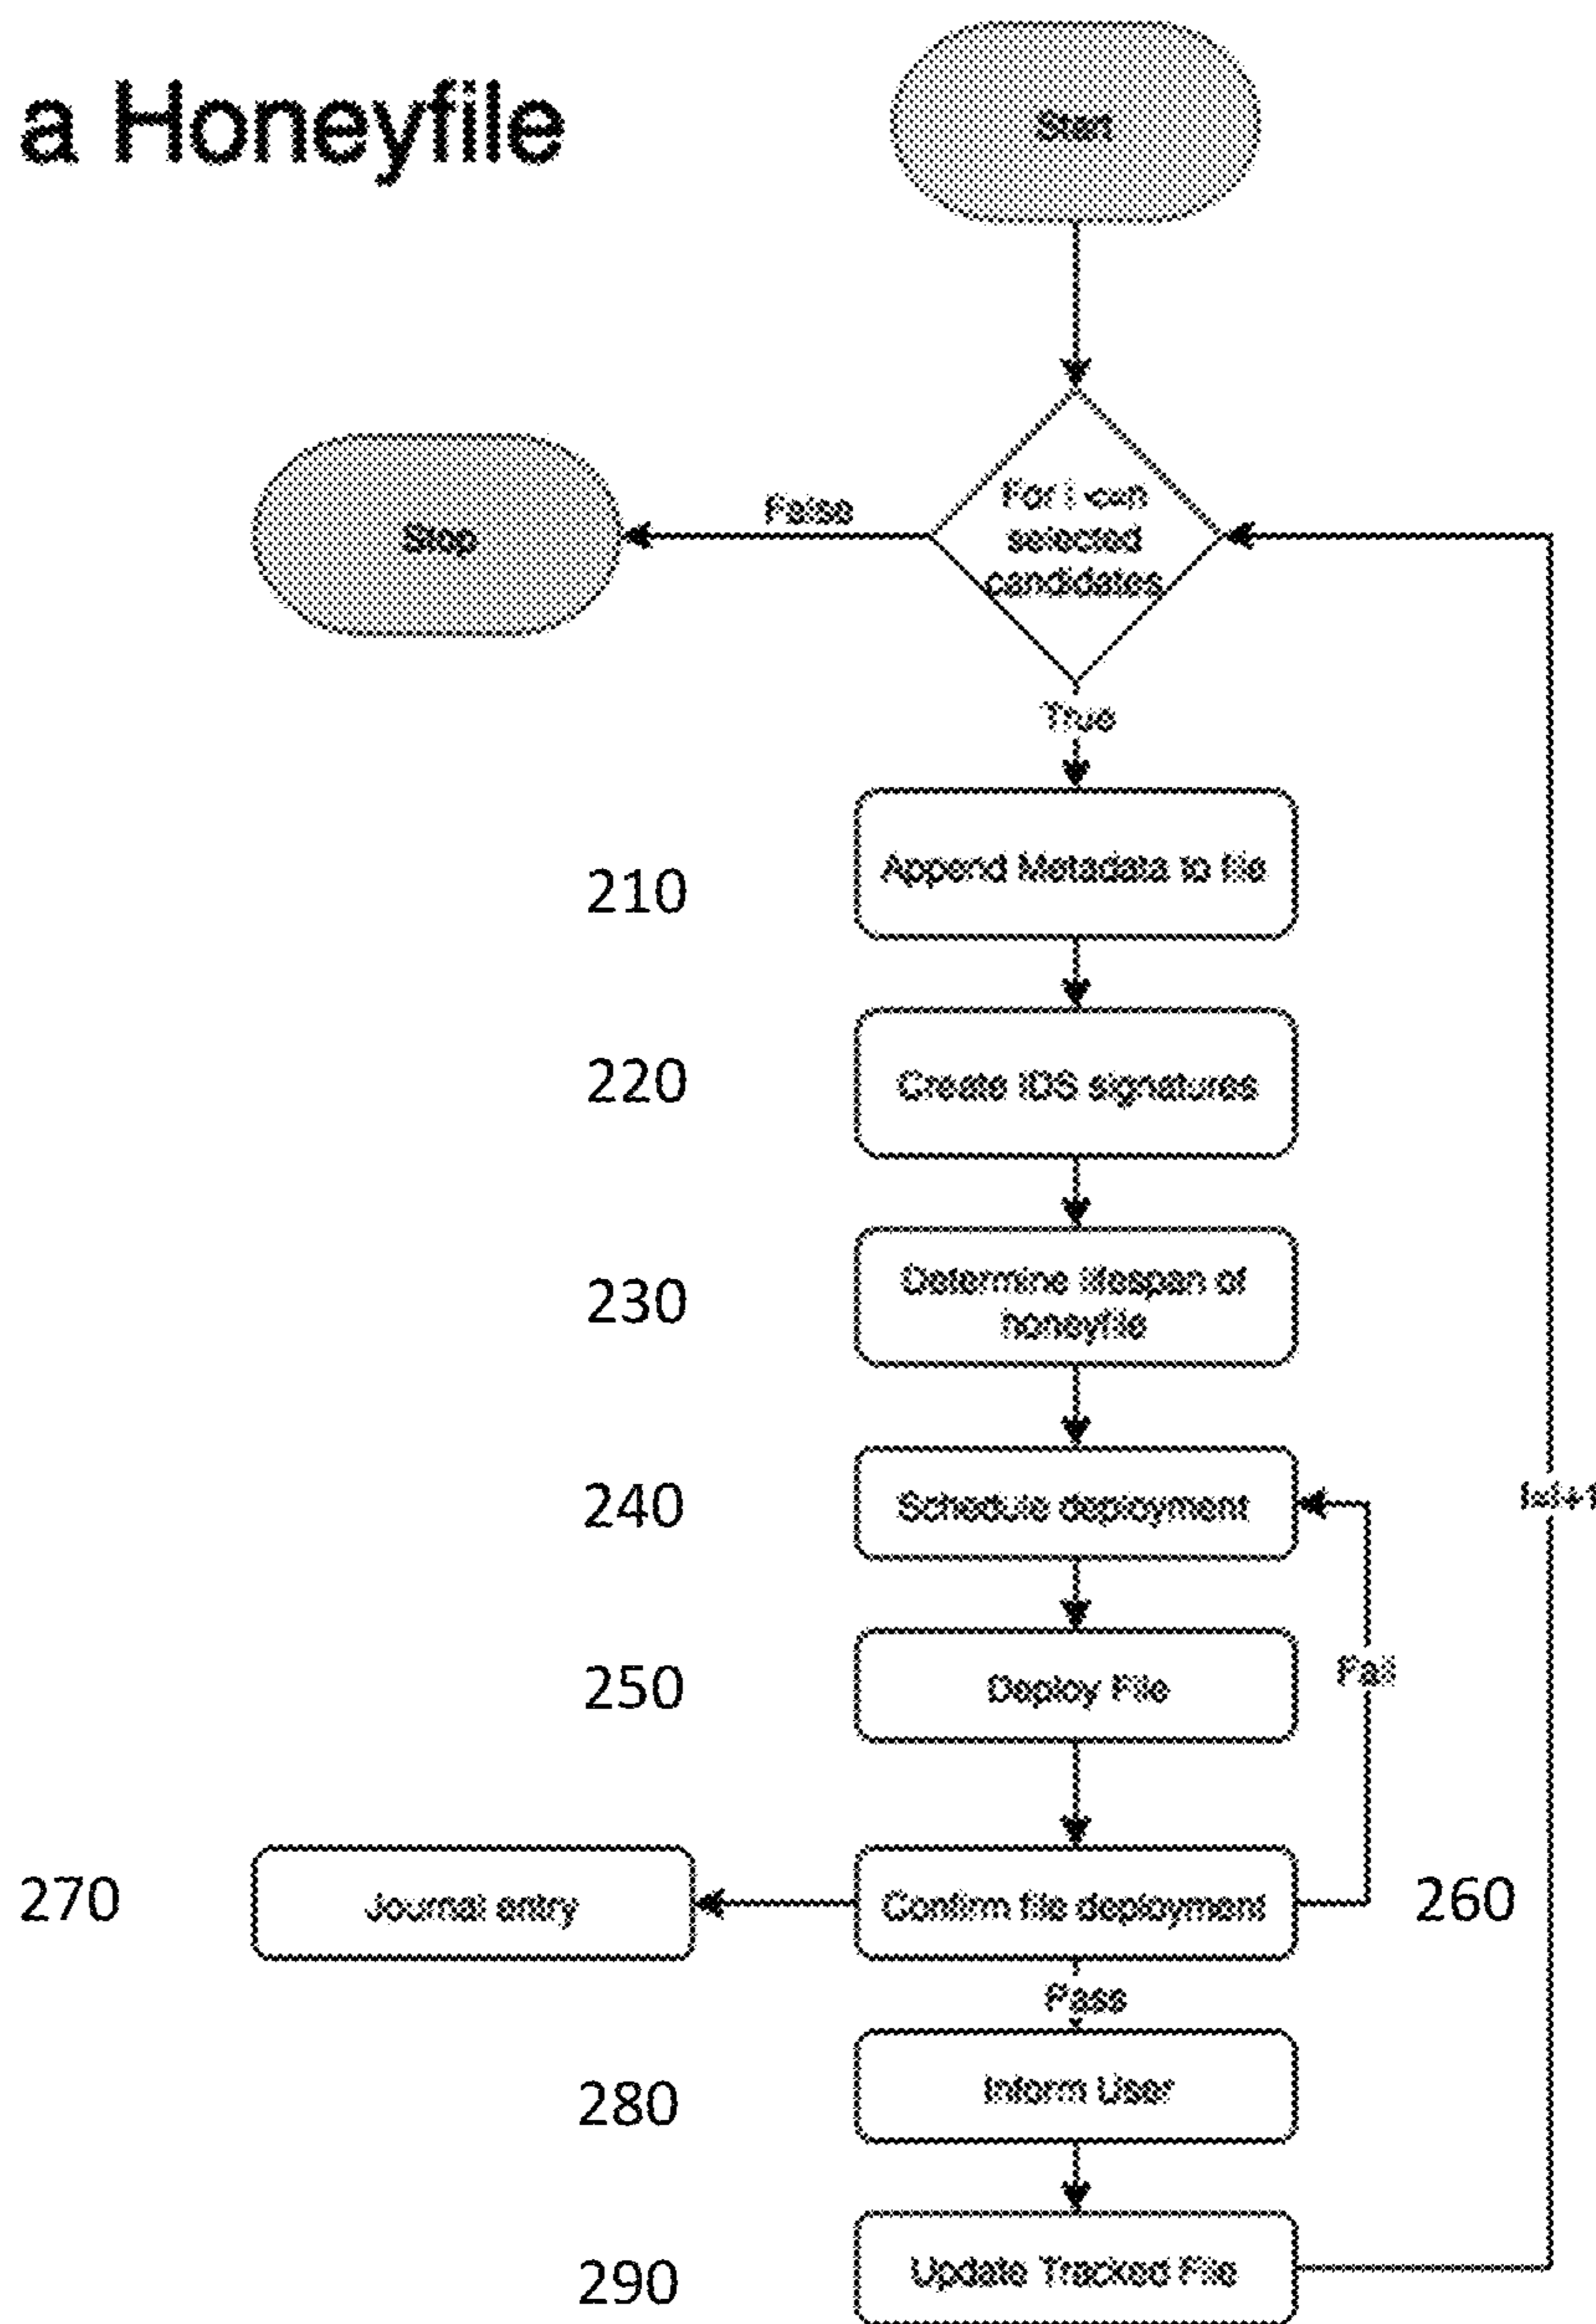 a Honeyfile
Start
For i <=n
selected
candidates
False
Stop
True
210
Append Metadata to file
220
Create IDS signatures
230
Determine lifespan of
honeyfile
240
Schedule deployment
i=i+1
250
Deploy File
Fail
270
Journal entry
Confirm file deployment
260
Pass
280
Inform User
290
Update Tracked File